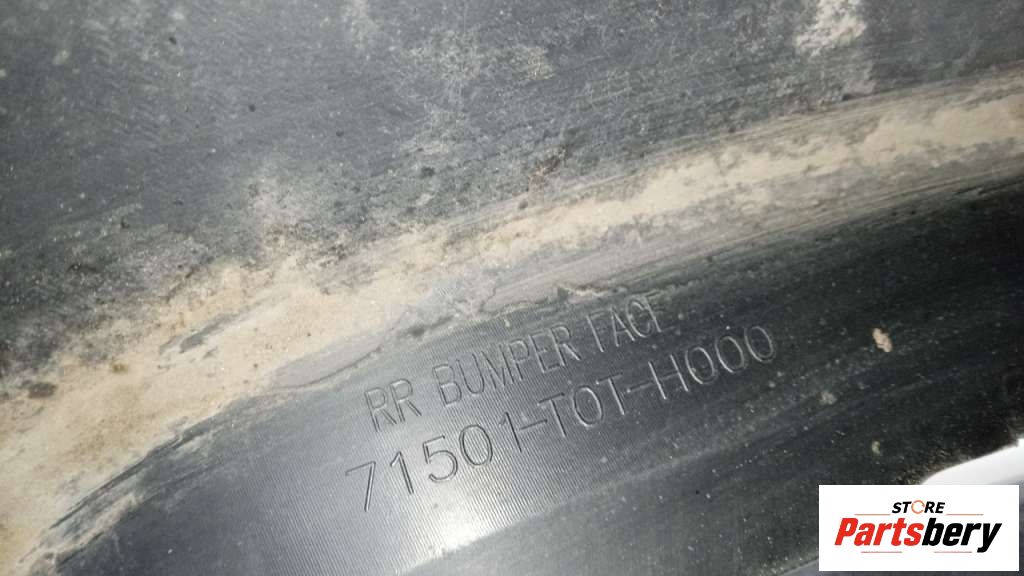 RR BUMPER FACE
71501-T0T-H000
STORE
Partsbery